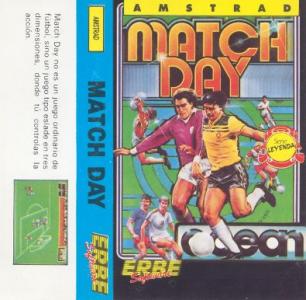 Match Day no es un juego ordinario de
fútbol, sino un juego tipo eslade en tres
dimensiones, donde tú controlas la
acción.
AMSTRAD
MATCH DAY
ERBE
Software
AMSTRAD
MATCH
DAY
Serie
LEYENDA
ocean
ERBE
Software